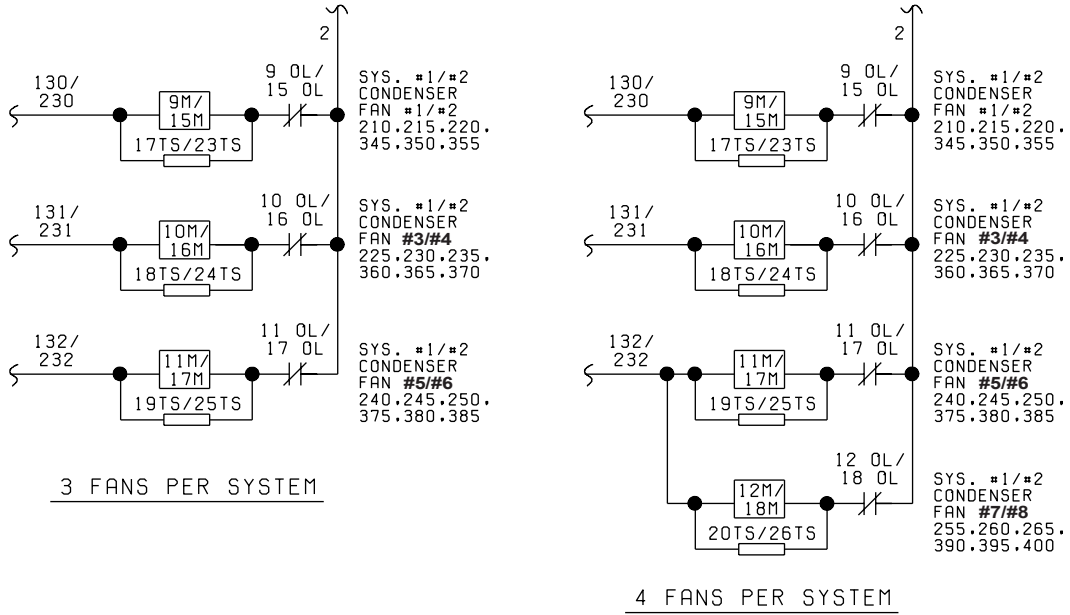 2
130/
230
9M/
15M
17TS/23TS
9 OL/
15 OL
SYS. #1/#2
CONDENSER
FAN #1/#2
210.215.220.
345.350.355
131/
231
10M/
16M
18TS/24TS
10 OL/
16 OL
SYS. #1/#2
CONDENSER
FAN #3/#4
225.230.235.
360.365.370
132/
232
11M/
17M
19TS/25TS
11 OL/
17 OL
SYS. #1/#2
CONDENSER
FAN #5/#6
240.245.250.
375.380.385
3 FANS PER SYSTEM
2
130/
230
9M/
15M
17TS/23TS
9 OL/
15 OL
SYS. #1/#2
CONDENSER
FAN #1/#2
210.215.220.
345.350.355
131/
231
10M/
16M
18TS/24TS
10 OL/
16 OL
SYS. #1/#2
CONDENSER
FAN #3/#4
225.230.235.
360.365.370
132/
232
11M/
17M
19TS/25TS
11 OL/
17 OL
SYS. #1/#2
CONDENSER
FAN #5/#6
240.245.250.
375.380.385
12M/
18M
20TS/26TS
12 OL/
18 OL
SYS. #1/#2
CONDENSER
FAN #7/#8
255.260.265.
390.395.400
4 FANS PER SYSTEM